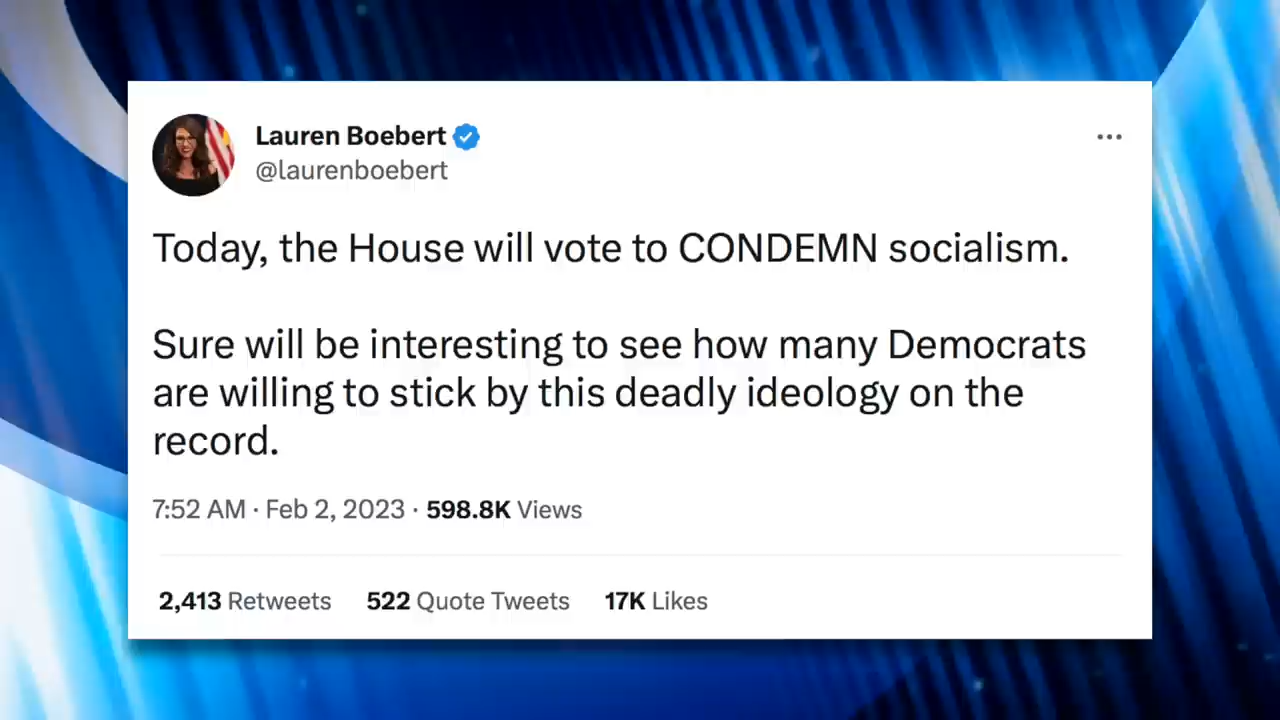 Lauren Boebert
@laurenboebert
Today, the House will vote to CONDEMN socialism.
Sure will be interesting to see how many Democrats
are willing to stick by this deadly ideology on the
record.
7:52 AM · Feb 2, 2023 · 598.8K Views
2,413 Retweets 522 Quote Tweets 17K Likes